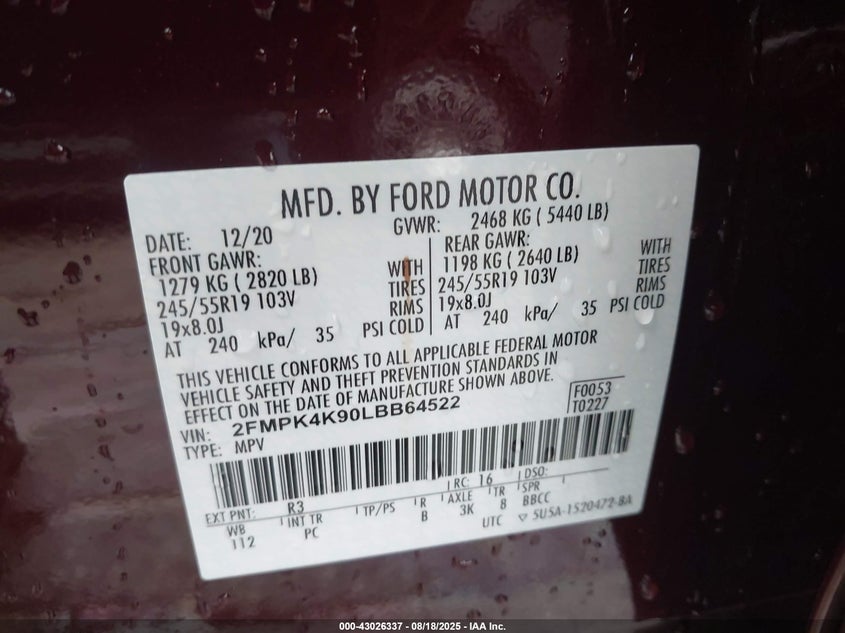 MFD. BY FORD MOTOR CO.
DATE: 12/20
GVWR: 2468 KG ( 5440 LB)
FRONT GAWR:
1279 KG ( 2820 LB)
WITH
245/55R19 103V
TIRES
19x8.0J
RIMS
AT 240 kPa/ 35 PSI COLD
REAR GAWR:
1198 KG ( 2640 LB)
WITH
245/55R19 103V
TIRES
19x8.0J
RIMS
AT 240 kPa/ 35 PSI COLD
THIS VEHICLE CONFORMS TO ALL APPLICABLE FEDERAL MOTOR
VEHICLE SAFETY AND THEFT PREVENTION STANDARDS IN
EFFECT ON THE DATE OF MANUFACTURE SHOWN ABOVE.
VIN: 2FMPK4K90LBB64522
TYPE: MPV
F0053
T0227
EXT PNT: R3 RC: 16 DSO:
WB INT TR TP/PS R AXLE TR SPR
112 PC B 3K B BBCC
UTC ▽ 5U5A-1520472-BA
000-43026337 - 08/18/2025 - IAA Inc.